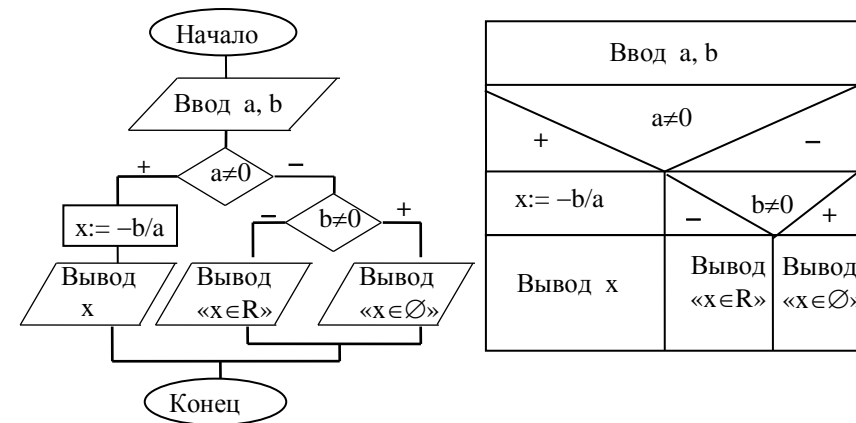 Начало
Ввод a, b
+ a≠0 −
x:= −b/a
− b≠0 +
Вывод
x
Вывод
«x∈R»
Вывод
«x∈∅»
Конец
Ввод a, b
a≠0
+ −
x:= −b/a
− b≠0 +
Вывод x
Вывод
«x∈R»
Вывод
«x∈∅»